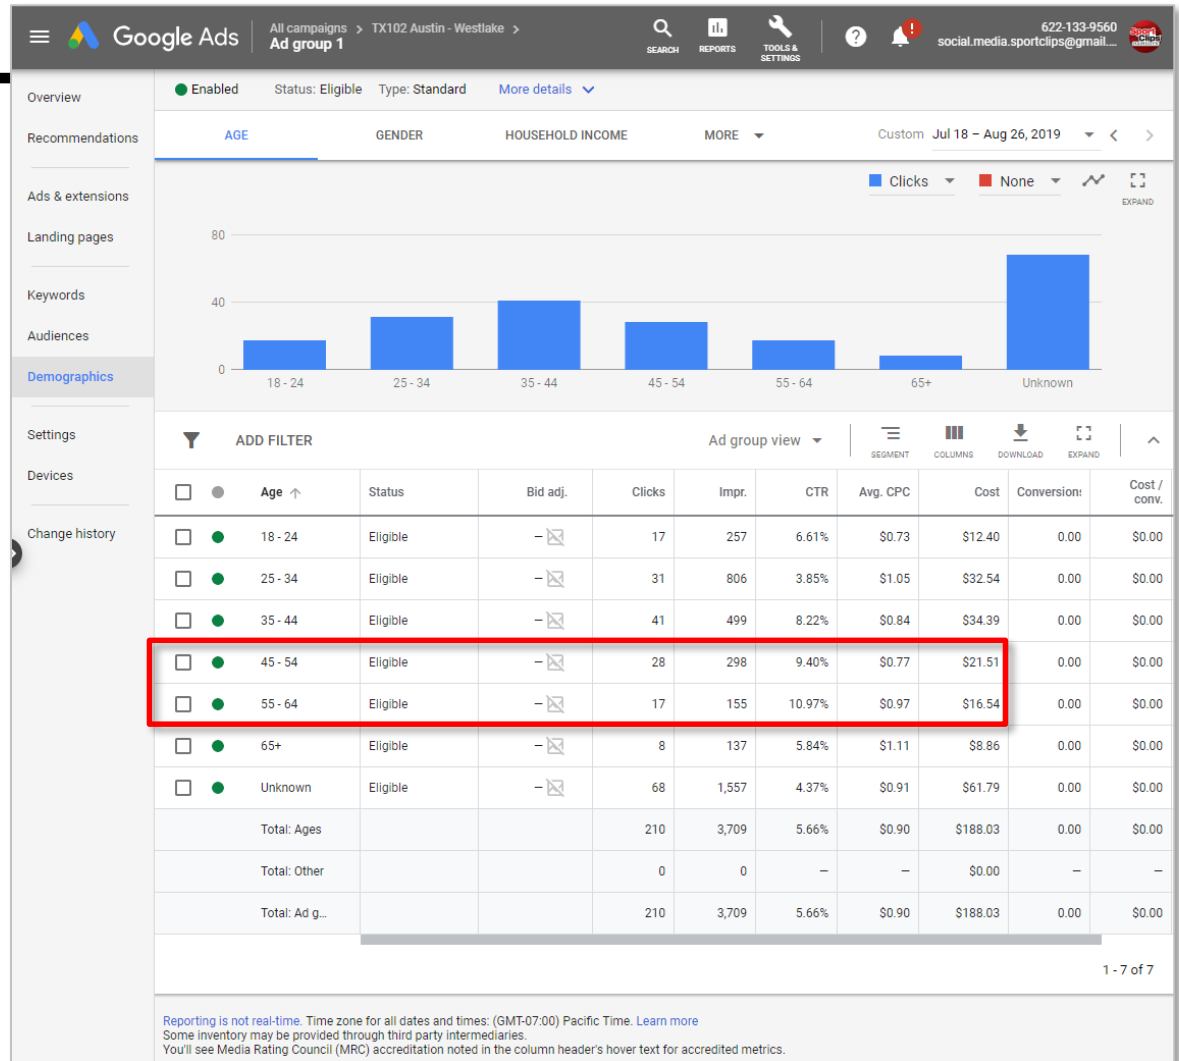 Google Ads
All campaigns > TX102 Austin - Westlake >
Ad group 1
SEARCH
REPORTS
TOOLS & SETTINGS
?
!
622-133-9560
social.media.sportclips@gmail....
Overview
Recommendations
Ads & extensions
Landing pages
Keywords
Audiences
Demographics
Settings
Devices
Change history
Enabled Status: Eligible Type: Standard More details
AGE GENDER HOUSEHOLD INCOME MORE Custom Jul 18 – Aug 26, 2019
Clicks None
EXPAND
80
40
0
18 - 24 25 - 34 35 - 44 45 - 54 55 - 64 65+ Unknown
ADD FILTER Ad group view SEGMENT COLUMNS DOWNLOAD EXPAND
Age Status Bid adj. Clicks Impr. CTR Avg. CPC Cost Conversions Cost / conv.
18 - 24 Eligible – 17 257 6.61% $0.73 $12.40 0.00 $0.00
25 - 34 Eligible – 31 806 3.85% $1.05 $32.54 0.00 $0.00
35 - 44 Eligible – 41 499 8.22% $0.84 $34.39 0.00 $0.00
45 - 54 Eligible – 28 298 9.40% $0.77 $21.51 0.00 $0.00
55 - 64 Eligible – 17 155 10.97% $0.97 $16.54 0.00 $0.00
65+ Eligible – 8 137 5.84% $1.11 $8.86 0.00 $0.00
Unknown Eligible – 68 1,557 4.37% $0.91 $61.79 0.00 $0.00
Total: Ages 210 3,709 5.66% $0.90 $188.03 0.00 $0.00
Total: Other 0 0 – – $0.00 – –
Total: Ad g... 210 3,709 5.66% $0.90 $188.03 0.00 $0.00
1 - 7 of 7
Reporting is not real-time. Time zone for all dates and times: (GMT-07:00) Pacific Time. Learn more
Some inventory may be provided through third party intermediaries.
You'll see Media Rating Council (MRC) accreditation noted in the column header's hover text for accredited metrics.